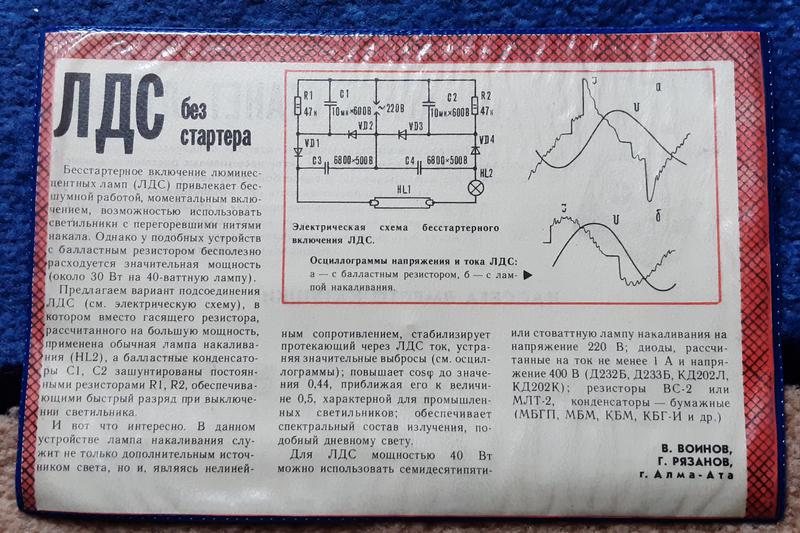 ЛДС без
стартера
Бесстартерное включение люминес-
центных ламп (ЛДС) привлекает бес-
шумной работой, моментальным вклю-
чением, возможностью использовать
светильники с перегоревшими нитями
накала. Однако у подобных устройств
с балластным резистором бесполезно
расходуется значительная мощность
(около 30 Вт на 40-ваттную лампу).
Предлагаем вариант подсоединения
ЛДС (см. электрическую схему), в
котором вместо гасящего резистора,
рассчитанного на большую мощность,
применена обычная лампа накалива-
ния (HL2), а балластные конденсато-
ры С1, С2 зашунтированы постоян-
ными резисторами R1, R2, обеспечива-
ющими быстрый разряд при выключе-
нии светильника.
И вот что интересно. В данном
устройстве лампа накаливания слу-
жит не только дополнительным источ-
ником света, но и, являясь нелиней-
R1
47к
C1
10мк×600В
~220В
C2
10мк×600В
R2
47к
VD1
VD2
VD3
VD4
C3
6800×500В
C4
6800×500В
HL2
HL1
J
U
а
J
U
б
Электрическая схема бесстартерного
включения ЛДС.
Осциллограммы напряжения и тока ЛДС:
а — с балластным резистором, б — с лам-
пой накаливания.
ным сопротивлением, стабилизирует
протекающий через ЛДС ток, устра-
няя значительные выбросы (см. осцил-
лограммы); повышает cosφ до значе-
ния 0,44, приближая его к величи-
не 0,5, характерной для промышлен-
ных светильников; обеспечивает
спектральный состав излучения, по-
добный дневному свету.
Для ЛДС мощностью 40 Вт
можно использовать семидесятипяти-
или стоваттную лампу накаливания на
напряжение 220 В; диоды, рассчи-
танные на ток не менее 1 А и напря-
жение 400 В (Д232Б, Д233Б, КД202Л,
КД202К); резисторы ВС-2 или
МЛТ-2, конденсаторы — бумажные
(МБГП, МБМ, КБМ, КБГ-И и др.)
В. ВОИНОВ,
Г. РЯЗАНОВ,
г. Алма-Ата